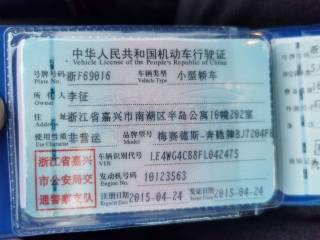 中华人民共和国机动车行驶证
Vehicle License of the People's Republic of China
号牌号码 浙F69016 车辆类型 小型轿车
Plate No. Vehicle Type
所有人 李征
Owner
住址 浙江省嘉兴市南湖区半岛公寓10幢202室
Address
使用性质 非营运 品牌型号 梅赛德斯-奔驰牌BJ7204F
Use Character Model
浙江省嘉兴
市公安局交
通警察支队
车辆识别代号 LE4WG4CB8FL042475
VIN
发动机号码 10123563
Engine No.
注册日期 2015-04-24 发证日期 2015-04-24
Register Date Issue Date